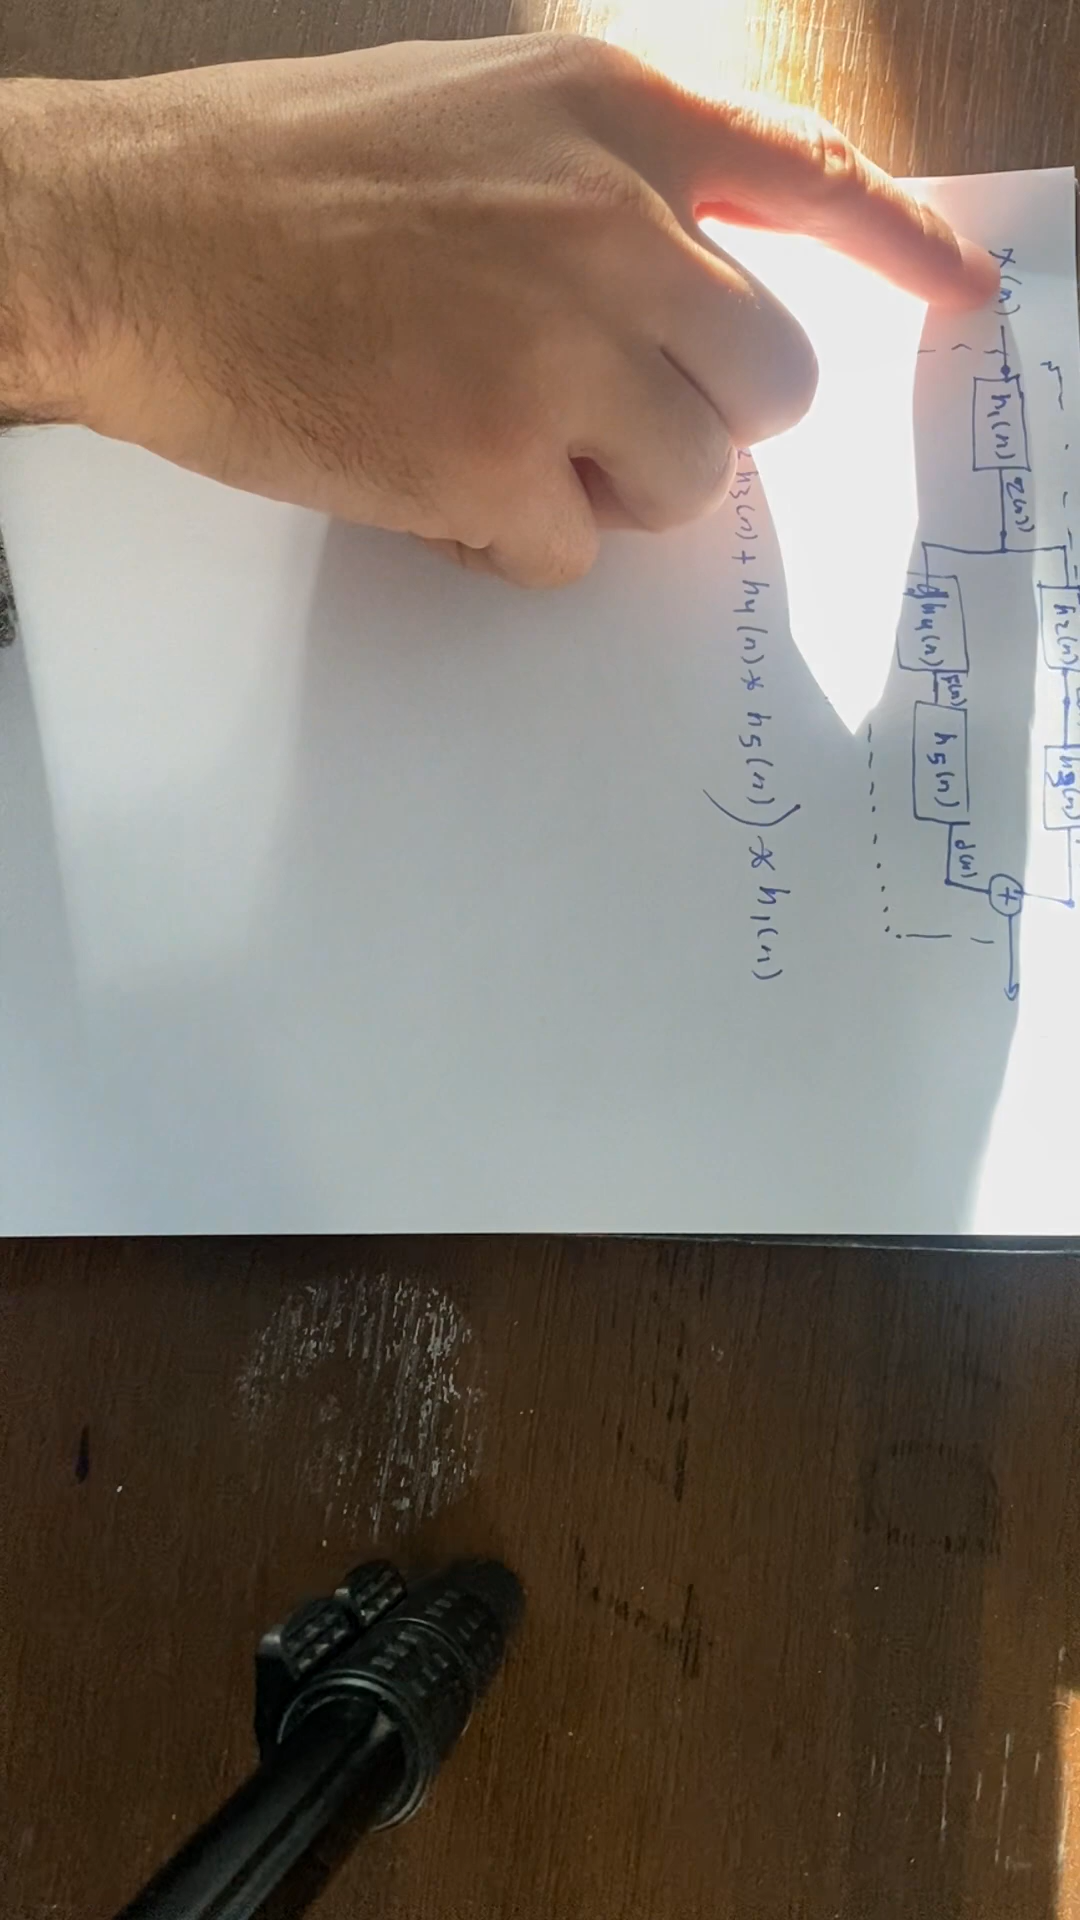 x(n)
h1(n)
z(n)
h2(n)
h3(n)
h4(n)
f(n)
h5(n)
d(n)
+
h3(n) + h4(n) * h5(n)) * h1(n)